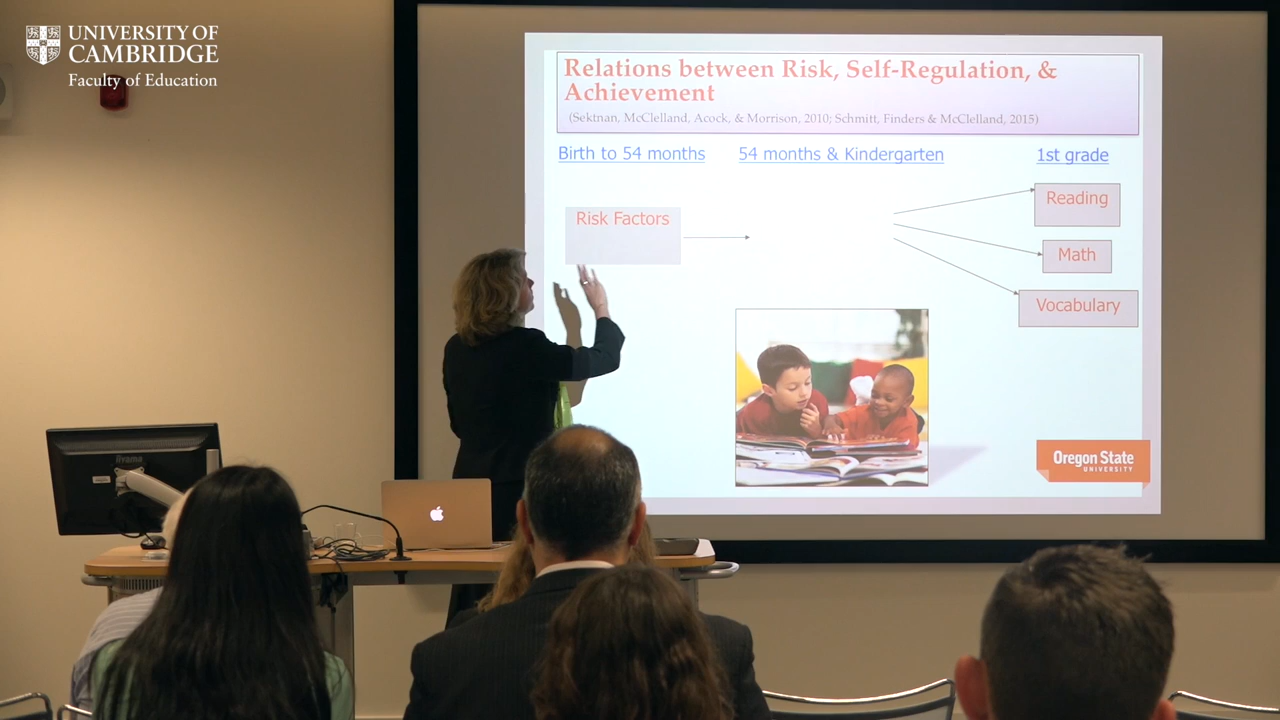 UNIVERSITY OF
CAMBRIDGE
Faculty of Education
Relations between Risk, Self-Regulation, &
Achievement
(Sektnan, McClelland, Acock, & Morrison, 2010; Schmitt, Finders & McClelland, 2015)
Birth to 54 months
54 months & Kindergarten
1st grade
Risk Factors
Reading
Math
Vocabulary
Oregon State
UNIVERSITY
iiyama